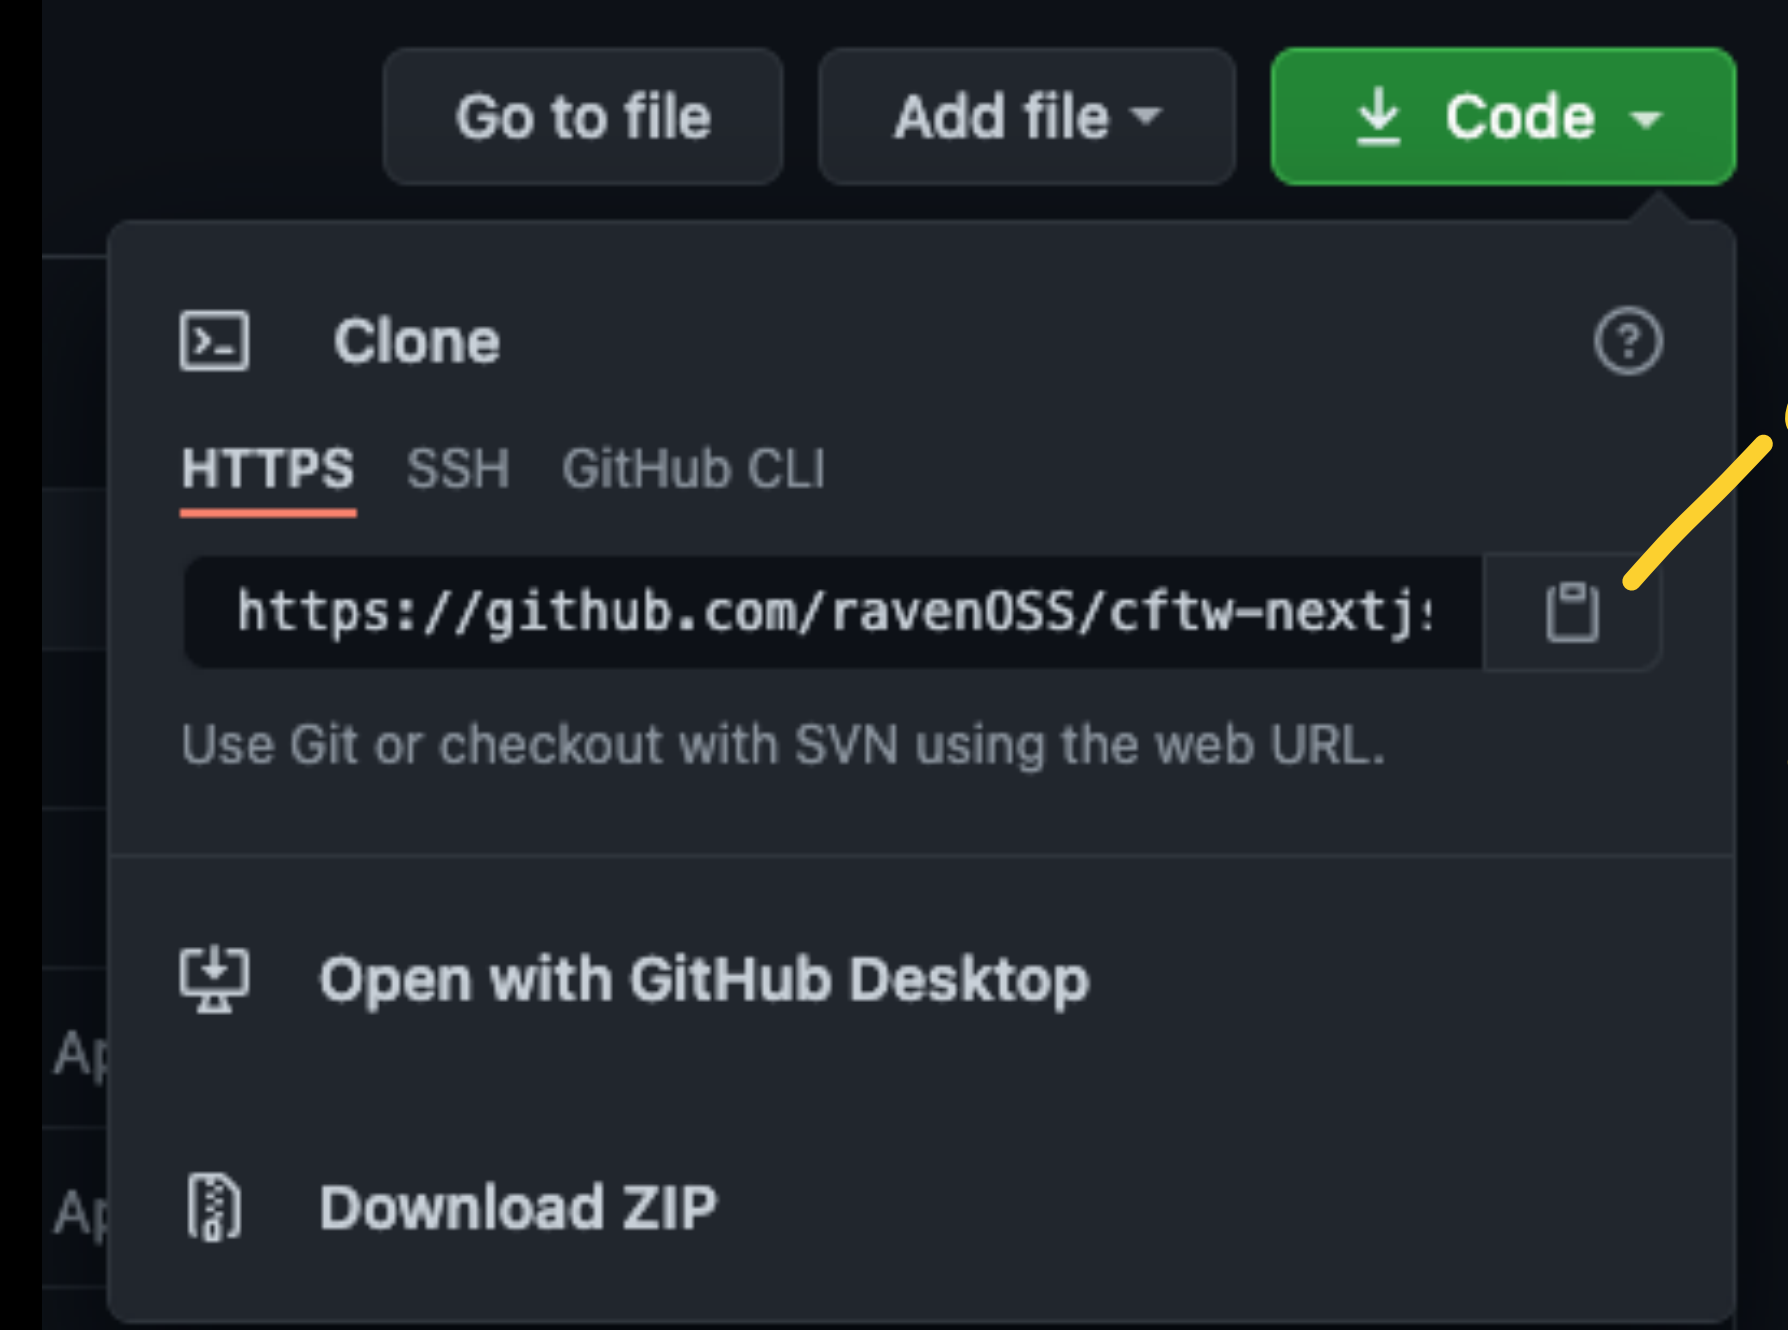 Go to file
Add file
Code
Clone
HTTPS SSH GitHub CLI
https://github.com/ravenOSS/cftw-nextjs
Use Git or checkout with SVN using the web URL.
Open with GitHub Desktop
Download ZIP